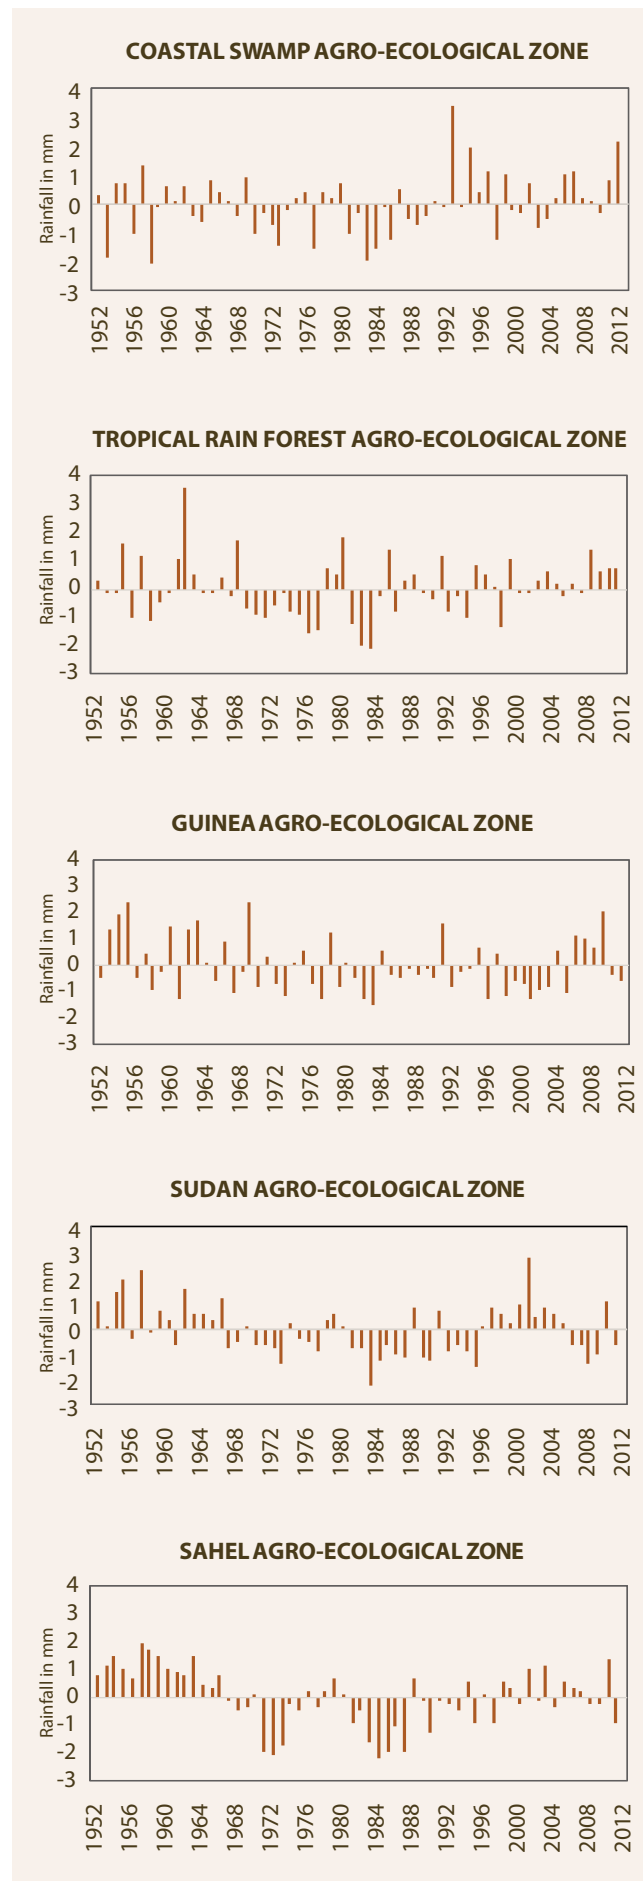 COASTAL SWAMP AGRO-ECOLOGICAL ZONE
4
3
2
1
0
-1
-2
-3
Rainfall in mm
1952 1956 1960 1964 1968 1972 1976 1980 1984 1988 1992 1996 2000 2004 2008 2012
TROPICAL RAIN FOREST AGRO-ECOLOGICAL ZONE
4
3
2
1
0
-1
-2
-3
Rainfall in mm
1952 1956 1960 1964 1968 1972 1976 1980 1984 1988 1992 1996 2000 2004 2008 2012
GUINEA AGRO-ECOLOGICAL ZONE
4
3
2
1
0
-1
-2
-3
Rainfall in mm
1952 1956 1960 1964 1968 1972 1976 1980 1984 1988 1992 1996 2000 2004 2008 2012
SUDAN AGRO-ECOLOGICAL ZONE
4
3
2
1
0
-1
-2
-3
Rainfall in mm
1952 1956 1960 1964 1968 1972 1976 1980 1984 1988 1992 1996 2000 2004 2008 2012
SAHEL AGRO-ECOLOGICAL ZONE
4
3
2
1
0
-1
-2
-3
Rainfall in mm
1952 1956 1960 1964 1968 1972 1976 1980 1984 1988 1992 1996 2000 2004 2008 2012